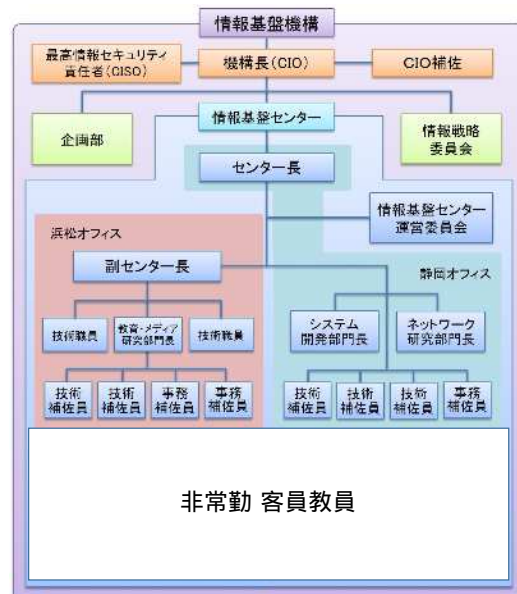 情報基盤機構
最高情報セキュリティ
責任者(CISO)
機構長(CIO)
CIO補佐
企画部
情報基盤センター
情報戦略
委員会
センター長
情報基盤センター
運営委員会
浜松オフィス
副センター長
静岡オフィス
技術職員
教育・メディア
研究部門長
技術職員
システム
開発部門長
ネットワーク
研究部門長
技術
補佐員
技術
補佐員
事務
補佐員
事務
補佐員
技術
補佐員
技術
補佐員
技術
補佐員
事務
補佐員
非常勤 客員教員